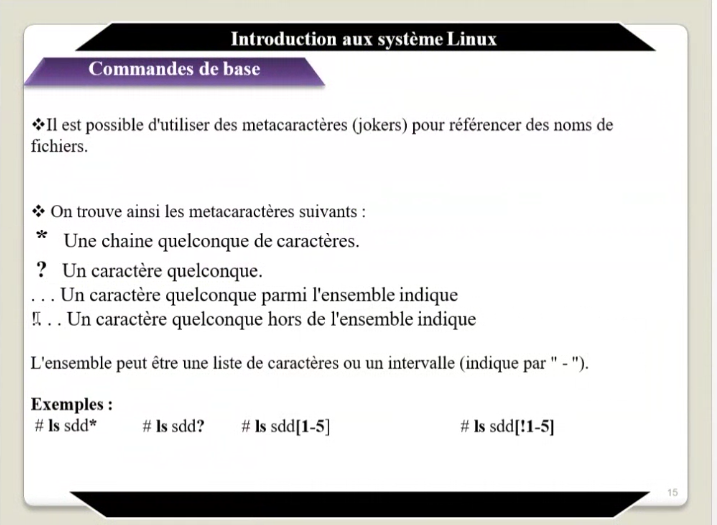 Introduction aux système Linux
Commandes de base
❖Il est possible d'utiliser des metacaractères (jokers) pour référencer des noms de
fichiers.
❖ On trouve ainsi les metacaractères suivants :
* Une chaine quelconque de caractères.
? Un caractère quelconque.
. . . Un caractère quelconque parmi l'ensemble indique
. . Un caractère quelconque hors de l'ensemble indique
L'ensemble peut être une liste de caractères ou un intervalle (indique par " - ").
Exemples :
# ls sdd* # ls sdd? # ls sdd[1-5] # ls sdd[!1-5]
15